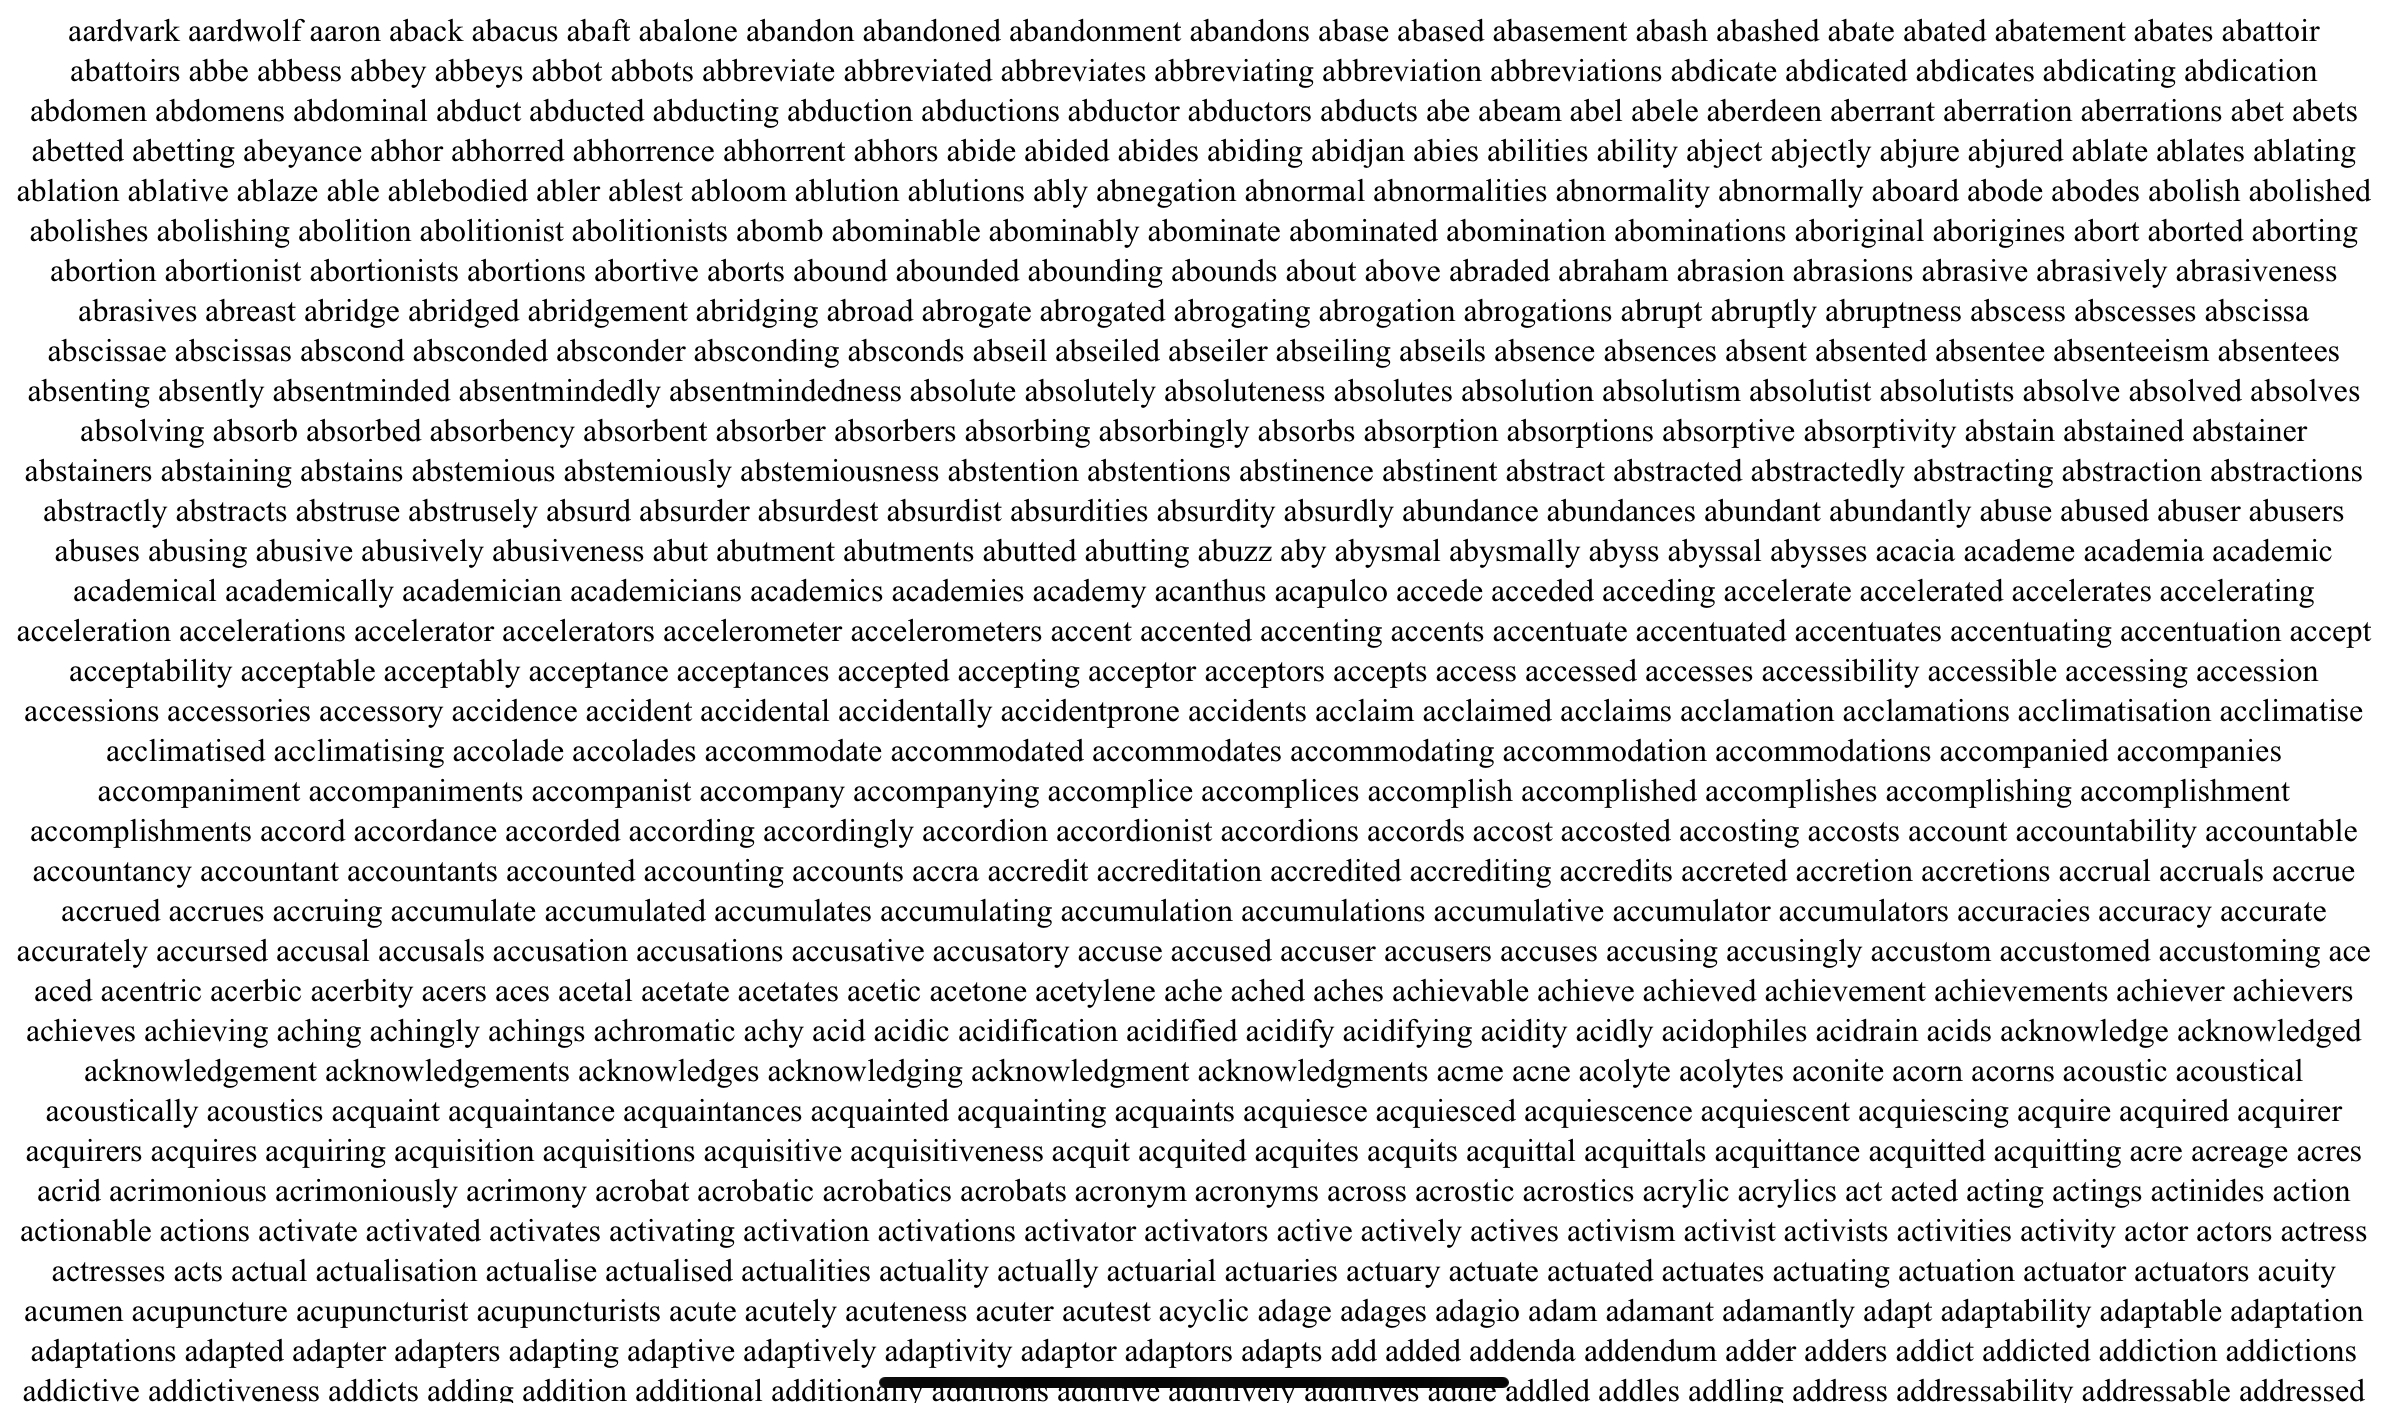 aardvark aardwolf aaron aback abacus abaft abalone abandon abandoned abandonment abandons abase abased abasement abash abashed abate abated abatement abates abattoir
abattoirs abbe abbess abbey abbeys abbot abbots abbreviate abbreviated abbreviates abbreviating abbreviation abbreviations abdicate abdicated abdicates abdicating abdication
abdomen abdomens abdominal abduct abducted abducting abduction abductions abductor abductors abducts abe abeam abel abele aberdeen aberrant aberration aberrations abet abets
abetted abetting abeyance abhor abhorred abhorrence abhorrent abhors abide abided abides abiding abidjan abies abilities ability abject abjectly abjure abjured ablate ablates ablating
ablation ablative ablaze able ablebodied abler ablest abloom ablution ablutions ably abnegation abnormal abnormalities abnormality abnormally aboard abode abodes abolish abolished
abolishes abolishing abolition abolitionist abolitionists abomb abominable abominably abominate abominated abomination abominations aboriginal aborigines abort aborted aborting
abortion abortionist abortionists abortions abortive aborts abound abounded abounding abounds about above abraded abraham abrasion abrasions abrasive abrasively abrasiveness
abrasives abreast abridge abridged abridgement abridging abroad abrogate abrogated abrogating abrogation abrogations abrupt abruptly abruptness abscess abscesses abscissa
abscissae abscissas abscond absconded absconder absconding absconds abseil abseiled abseiler abseiling abseils absence absences absent absented absentee absenteeism absentees
absenting absently absentminded absentmindedly absentmindedness absolute absolutely absoluteness absolutes absolution absolutism absolutist absolutists absolve absolved absolves
absolving absorb absorbed absorbency absorbent absorber absorbers absorbing absorbingly absorbs absorption absorptions absorptive absorptivity abstain abstained abstainer
abstainers abstaining abstains abstemious abstemiously abstemiousness abstention abstentions abstinence abstinent abstract abstracted abstractedly abstracting abstraction abstractions
abstractly abstracts abstruse abstrusely absurd absurder absurdest absurdist absurdities absurdity absurdly abundance abundances abundant abundantly abuse abused abuser abusers
abuses abusing abusive abusively abusiveness abut abutment abutments abutted abutting abuzz aby abysmal abysmally abyss abyssal abysses acacia academe academia academic
academical academically academician academicians academics academies academy acanthus acapulco accede acceded acceding accelerate accelerated accelerates accelerating
acceleration accelerations accelerator accelerators accelerometer accelerometers accent accented accenting accents accentuate accentuated accentuates accentuating accentuation accept
acceptability acceptable acceptably acceptance acceptances accepted accepting acceptor acceptors accepts access accessed accesses accessibility accessible accessing accession
accessions accessories accessory accidence accident accidental accidentally accidentprone accidents acclaim acclaimed acclaims acclamation acclamations acclimatisation acclimatise
acclimatised acclimatising accolade accolades accommodate accommodated accommodates accommodating accommodation accommodations accompanied accompanies
accompaniment accompaniments accompanist accompany accompanying accomplice accomplices accomplish accomplished accomplishes accomplishing accomplishment
accomplishments accord accordance accorded according accordingly accordion accordionist accordions accords accost accosted accosting accosts account accountability accountable
accountancy accountant accountants accounted accounting accounts accra accredit accreditation accredited accrediting accredits accreted accretion accretions accrual accruals accrue
accrued accrues accruing accumulate accumulated accumulates accumulating accumulation accumulations accumulative accumulator accumulators accuracies accuracy accurate
accurately accursed accusal accusals accusation accusations accusative accusatory accuse accused accuser accusers accuses accusing accusingly accustom accustomed accustoming ace
aced acentric acerbic acerbity acers aces acetal acetate acetates acetic acetone acetylene ache ached aches achievable achieve achieved achievement achievements achiever achievers
achieves achieving aching achingly achings achromatic achy acid acidic acidification acidified acidify acidifying acidity acidly acidophiles acidrain acids acknowledge acknowledged
acknowledgement acknowledgements acknowledges acknowledging acknowledgment acknowledgments acme acne acolyte acolytes aconite acorn acorns acoustic acoustical
acoustically acoustics acquaint acquaintance acquaintances acquainted acquainting acquaints acquiesce acquiesced acquiescence acquiescent acquiescing acquire acquired acquirer
acquirers acquires acquiring acquisition acquisitions acquisitive acquisitiveness acquit acquited acquites acquits acquittal acquittals acquittance acquitted acquitting acre acreage acres
acrid acrimonious acrimoniously acrimony acrobat acrobatic acrobatics acrobats acronym acronyms across acrostic acrostics acrylic acrylics act acted acting actings actinides action
actionable actions activate activated activates activating activation activations activator activators active actively actives activism activist activists activities activity actor actors actress
actresses acts actual actualisation actualise actualised actualities actuality actually actuarial actuaries actuary actuate actuated actuates actuating actuation actuator actuators acuity
acumen acupuncture acupuncturist acupuncturists acute acutely acuteness acuter acutest acyclic adage adages adagio adam adamant adamantly adapt adaptability adaptable adaptation
adaptations adapted adapter adapters adapting adaptive adaptively adaptivity adaptor adaptors adapts add added addenda addendum adder adders addict addicted addiction addictions
addictive addictiveness addicts adding addition additional additionally additions additive additively additives addle addled addles addling address addressability addressable addressed